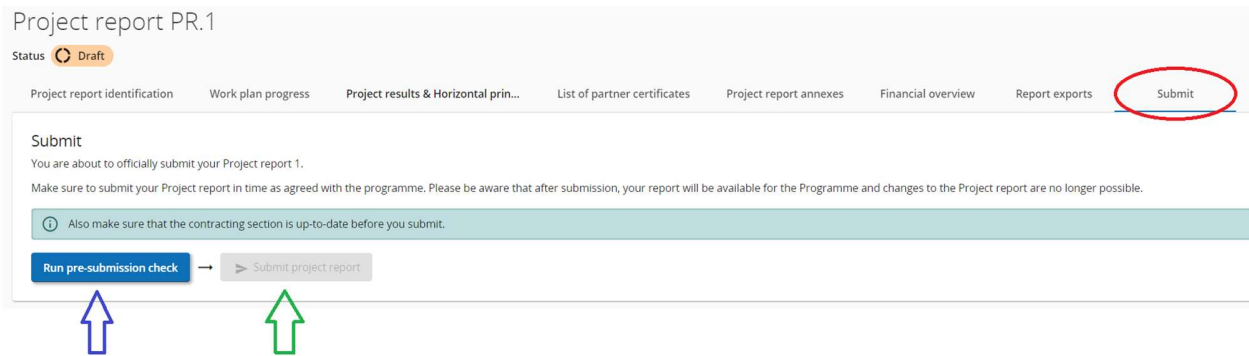 Project report PR.1
Status Draft
Project report identification Work plan progress Project results & Horizontal prin... List of partner certificates Project report annexes Financial overview Report exports Submit
Submit
You are about to officially submit your Project report 1.
Make sure to submit your Project report in time as agreed with the programme. Please be aware that after submission, your report will be available for the Programme and changes to the Project report are no longer possible.
Also make sure that the contracting section is up-to-date before you submit.
Run pre-submission check → Submit project report